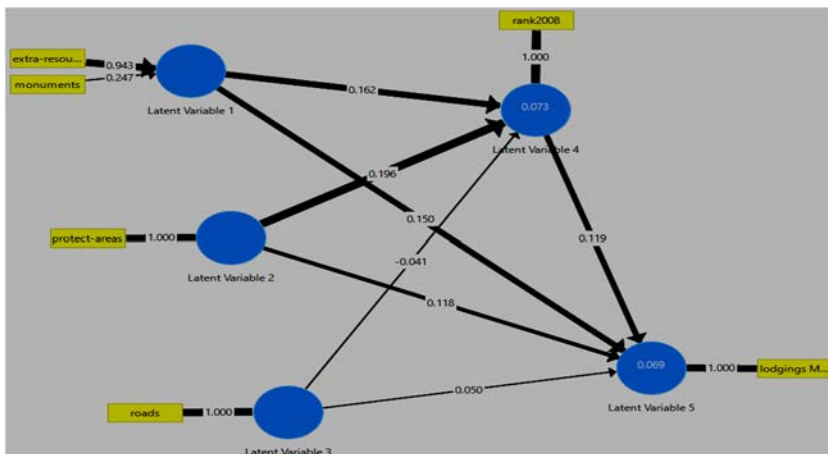 rank2008
1.000
extra-resou...
0.943
monuments
0.247
Latent Variable 1
0.162
0.073
Latent Variable 4
0.196
protect-areas
1.000
Latent Variable 2
0.150
0.119
-0.041
0.118
0.069
1.000
lodgings M...
Latent Variable 5
0.050
roads
1.000
Latent Variable 3